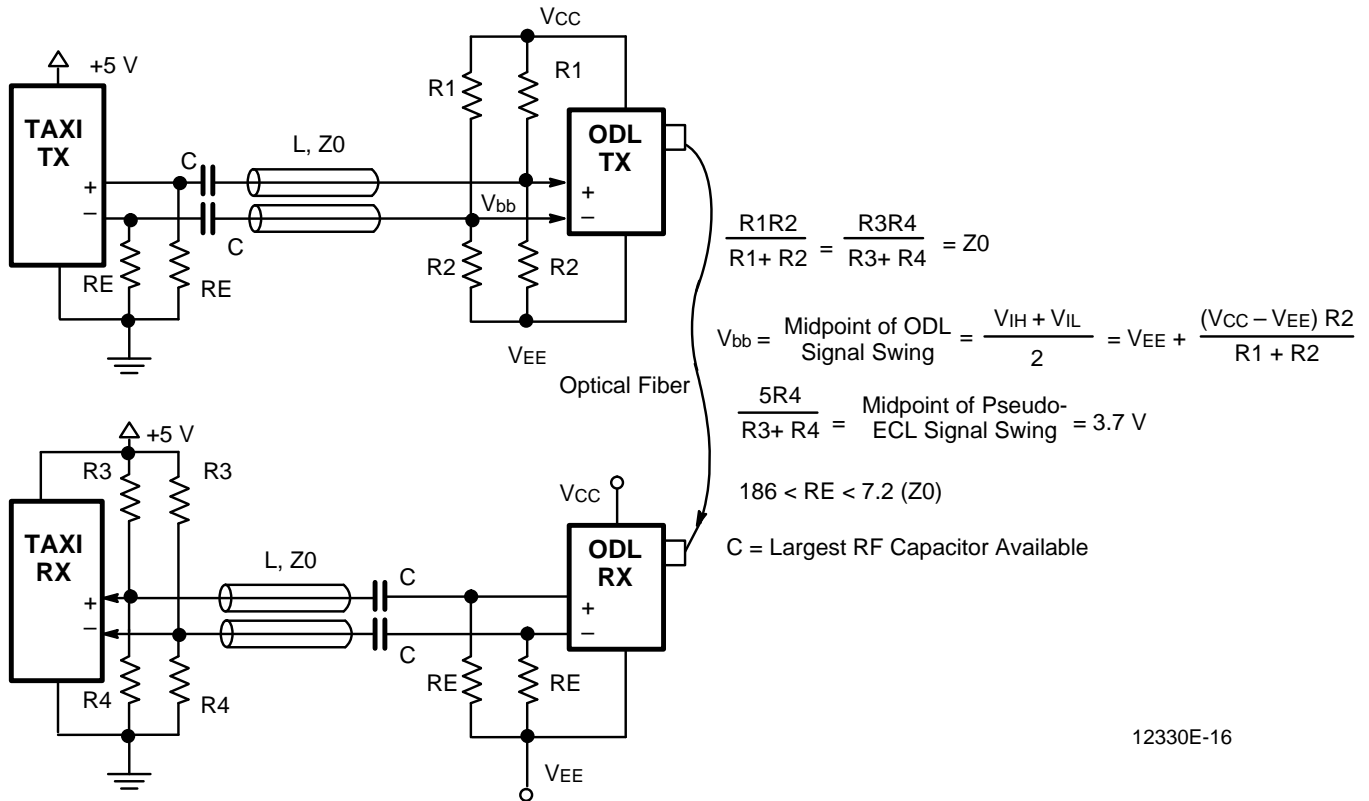 VCC
+5 V
R1
R1
TAXI
TX
ODL
TX
L, Z0
C
+
−
+
−
Vbb
C
RE
RE
R2
R2
VEE
R1R2
R1+ R2
=
R3R4
R3+ R4
= Z0
Vbb = Midpoint of ODL
Signal Swing
=
VIH + VIL
2
= VEE +
(VCC – VEE) R2
R1 + R2
Optical Fiber
5R4
R3+ R4
=
Midpoint of Pseudo-
ECL Signal Swing
= 3.7 V
186 < RE < 7.2 (Z0)
C = Largest RF Capacitor Available
+5 V
R3
R3
VCC
TAXI
RX
ODL
RX
L, Z0
C
+
−
+
−
C
R4
R4
RE
RE
VEE
12330E-16